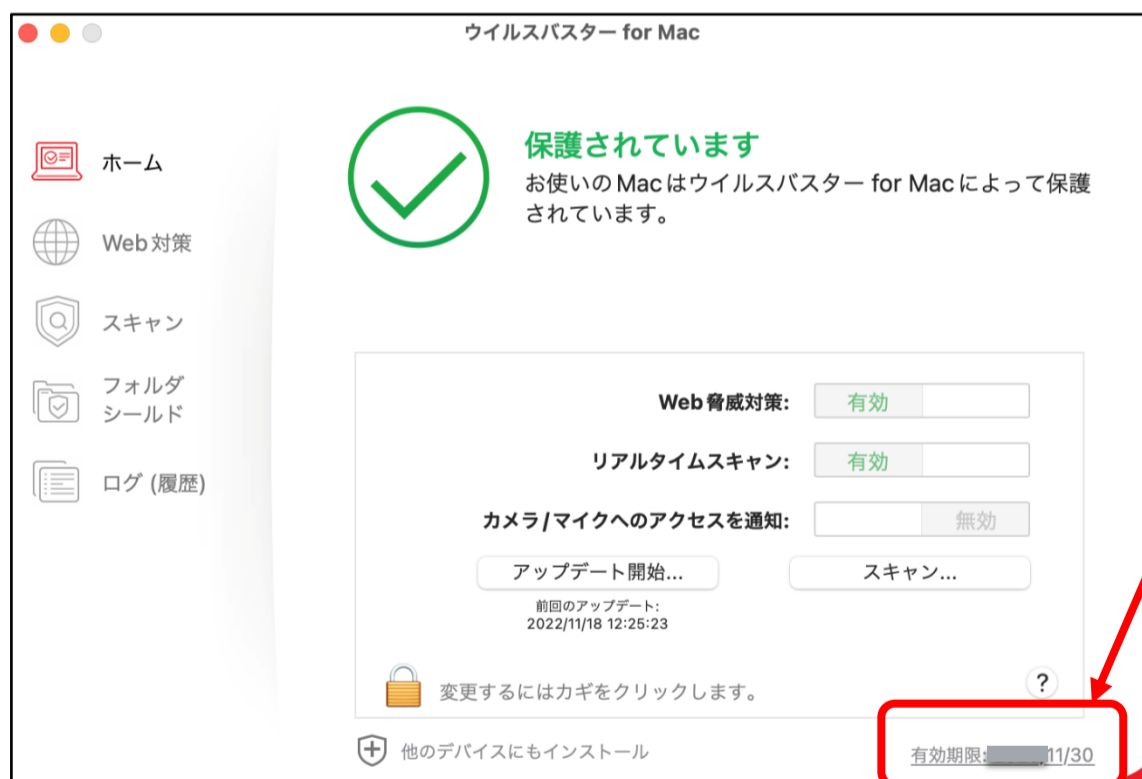 ウイルスバスター for Mac
ホーム
Web対策
スキャン
フォルダ
シールド
ログ (履歴)
保護されています
お使いのMacはウイルスバスター for Macによって保護
されています。
Web脅威対策: 有効
リアルタイムスキャン: 有効
カメラ/マイクへのアクセスを通知: 無効
アップデート開始... スキャン...
前回のアップデート:
2022/11/18 12:25:23
変更するにはカギをクリックします。
?
他のデバイスにもインストール
有効期限: 11/30